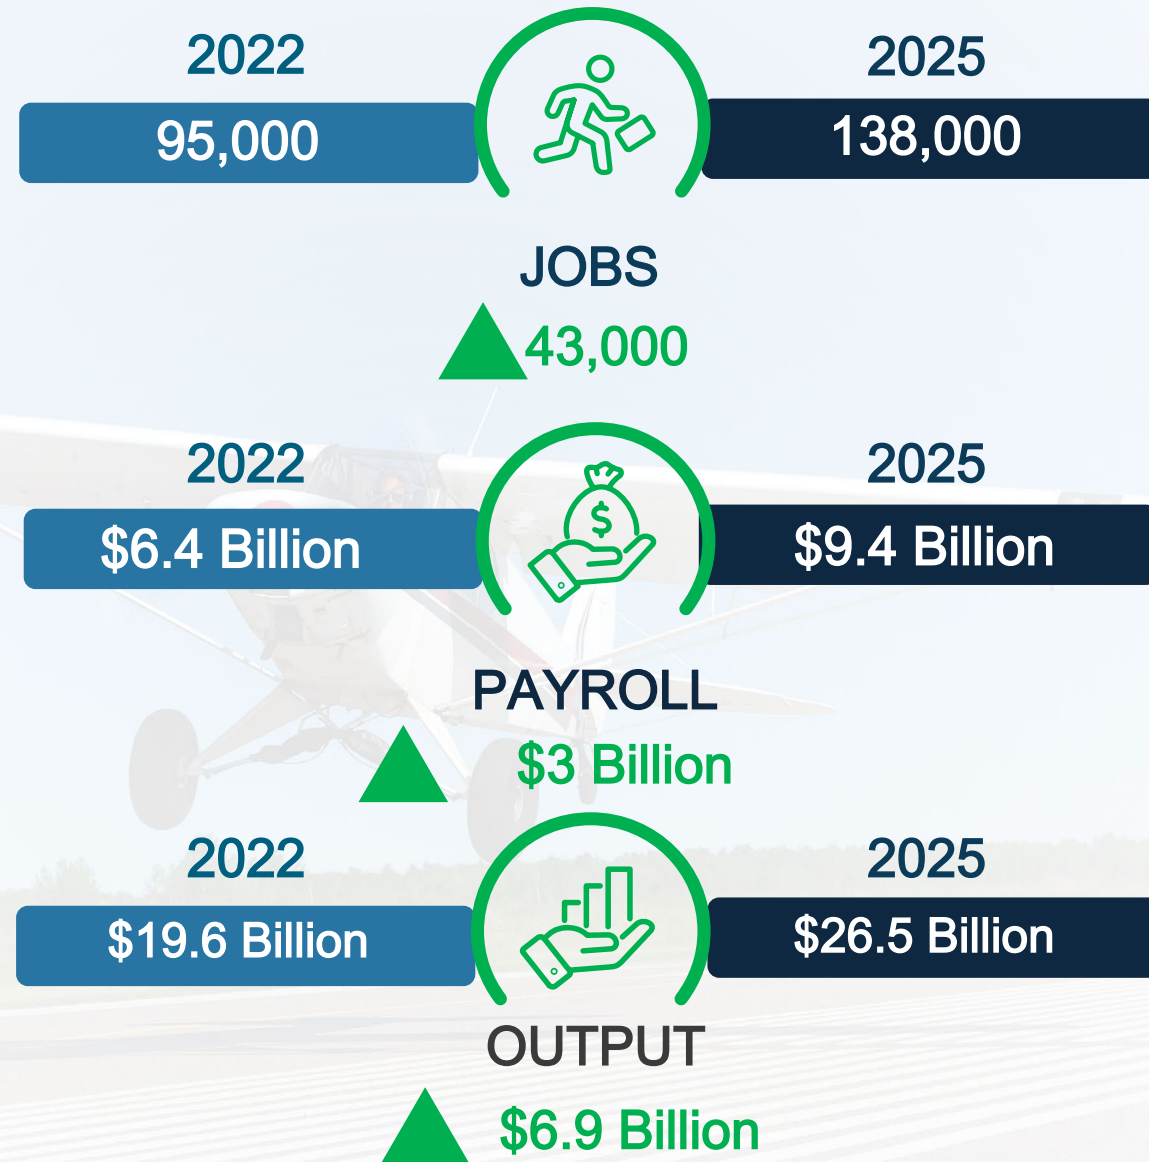 2022
2025
95,000
138,000
JOBS
43,000
2022
2025
$6.4 Billion
$9.4 Billion
$
PAYROLL
$3 Billion
2022
2025
$19.6 Billion
$26.5 Billion
OUTPUT
$6.9 Billion